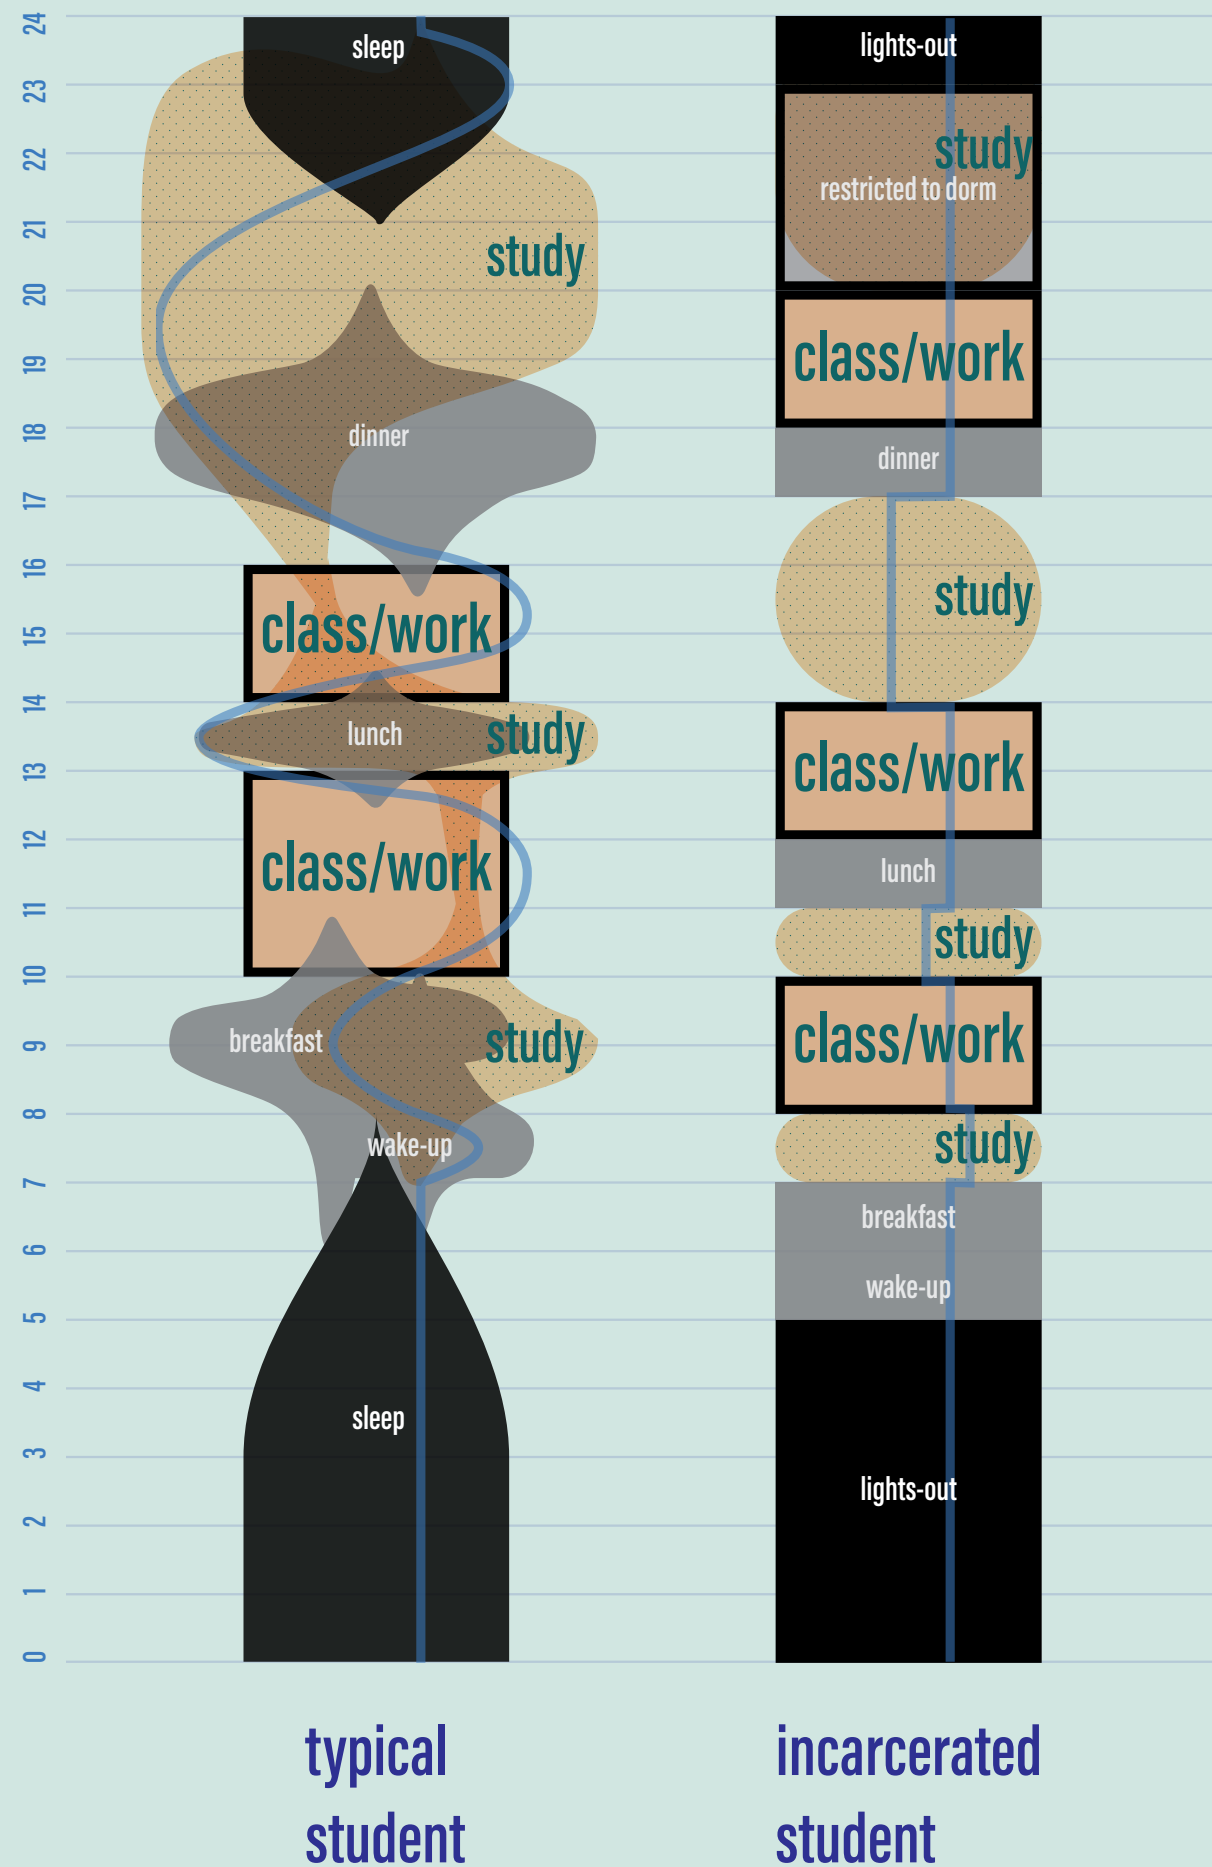 24
23
22
21
20
19
18
17
16
15
14
13
12
11
10
9
8
7
6
5
4
3
2
1
0
sleep
study
dinner
class/work
lunch
study
class/work
breakfast
study
wake-up
sleep
typical
student
lights-out
study
restricted to dorm
class/work
dinner
study
class/work
lunch
study
class/work
study
breakfast
wake-up
lights-out
incarcerated
student